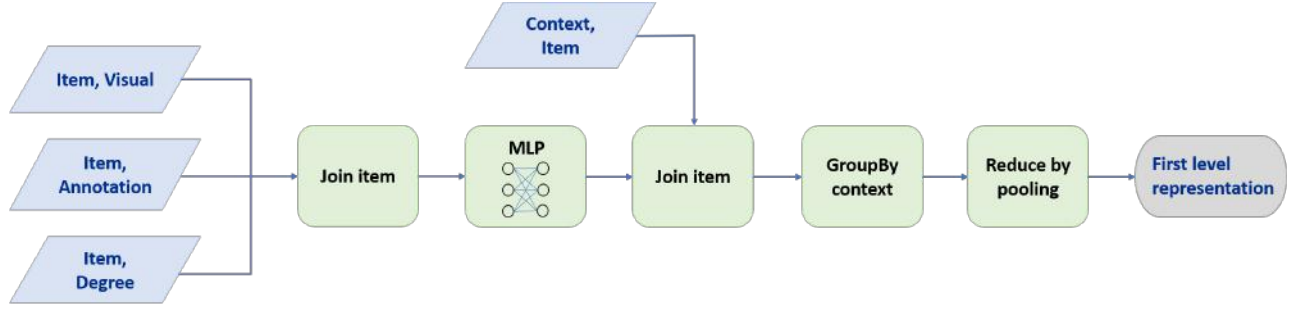 Item, Visual
Item,
Annotation
Item,
Degree
Join item
MLP
Context,
Item
Join item
GroupBy
context
Reduce by
pooling
First level
representation